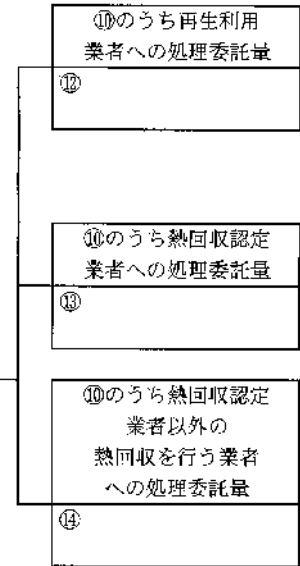 ⑩のうち再生利用
業者への処理委託量
⑫
⑩のうち熱回収認定
業者への処理委託量
⑬
⑩のうち熱回収認定
業者以外の
熱回収を行う業者
への処理委託量
⑭